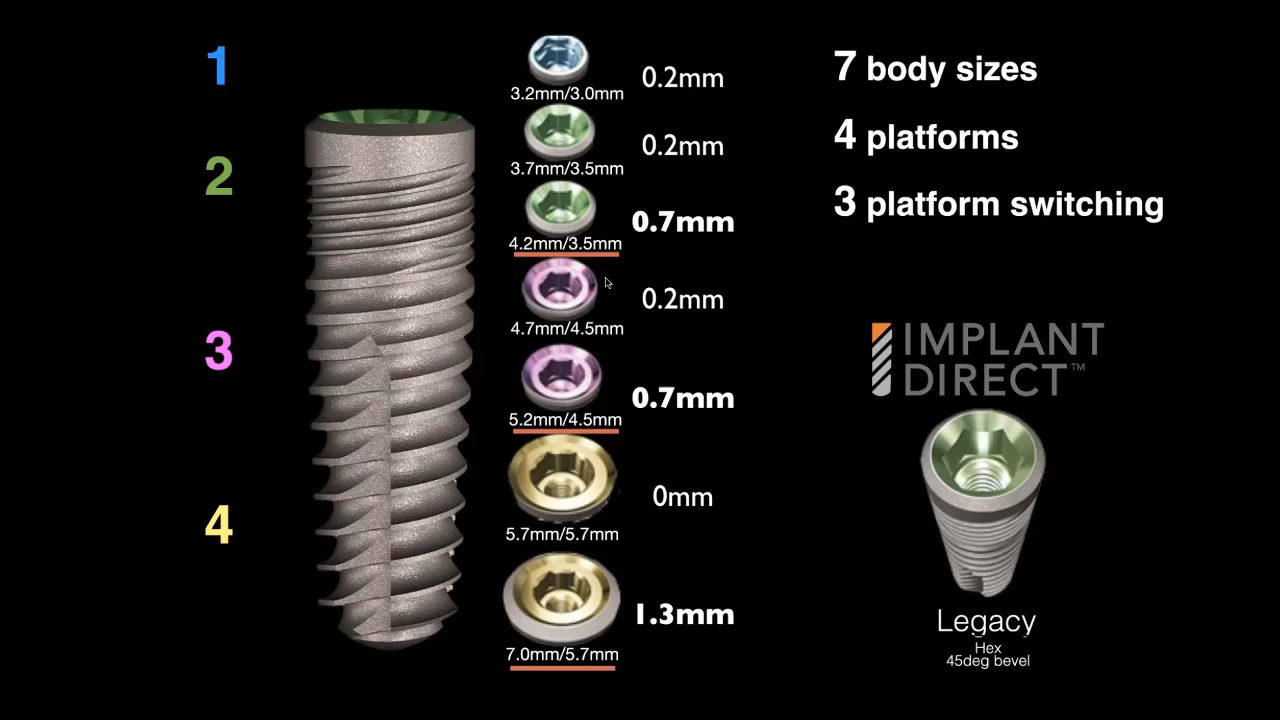 1
2
3
4
3.2mm/3.0mm
0.2mm
3.7mm/3.5mm
0.2mm
4.2mm/3.5mm
0.7mm
4.7mm/4.5mm
0.2mm
5.2mm/4.5mm
0.7mm
5.7mm/5.7mm
0mm
7.0mm/5.7mm
1.3mm
7 body sizes
4 platforms
3 platform switching
IMPLANT
DIRECT™
Legacy
Hex
45deg bevel